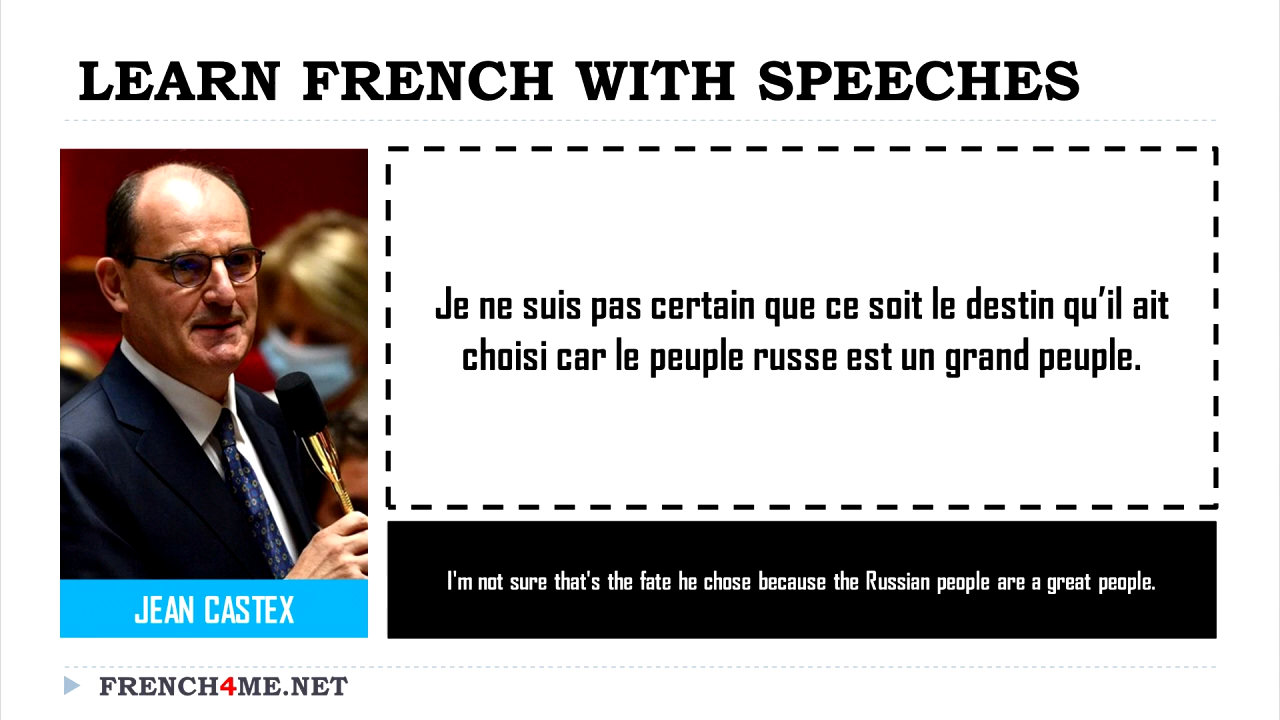 LEARN FRENCH WITH SPEECHES
Je ne suis pas certain que ce soit le destin qu’il ait
choisi car le peuple russe est un grand peuple.
I'm not sure that's the fate he chose because the Russian people are a great people.
JEAN CASTEX
FRENCH4ME.NET